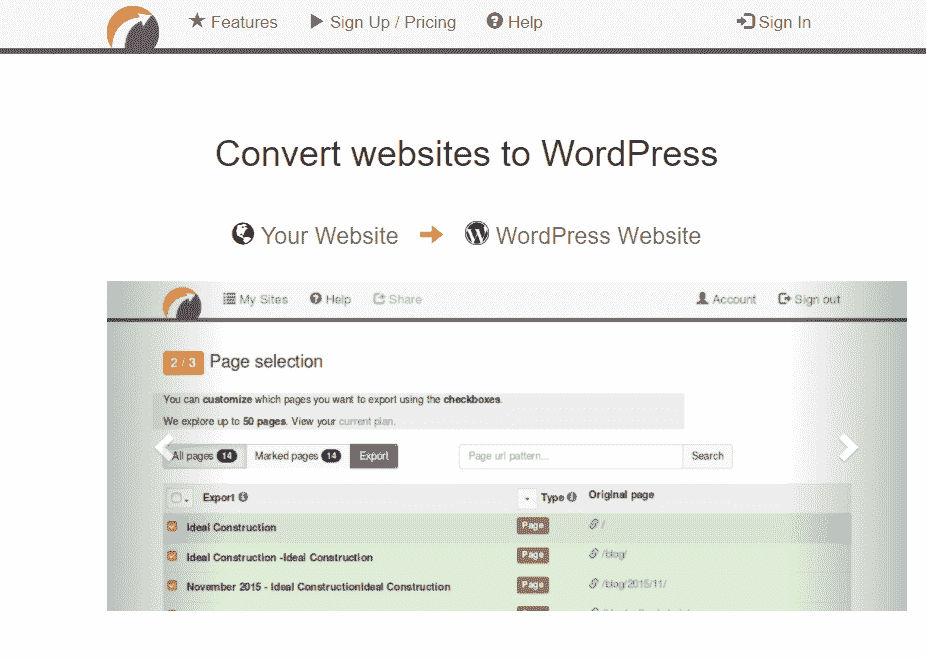 Features Sign Up / Pricing Help Sign In
Convert websites to WordPress
Your Website WordPress Website
My Sites Help Share Account Sign out
2 / 3 Page selection
You can customize which pages you want to export using the checkboxes.
We explore up to 50 pages. View your current plan.
All pages 14 Marked pages 14 Export Page url pattern... Search
Export Type Original page
Ideal Construction Page /
Ideal Construction -Ideal Construction Page /blog/
November 2015 - Ideal ConstructionIdeal Construction Page /blog/2015/11/